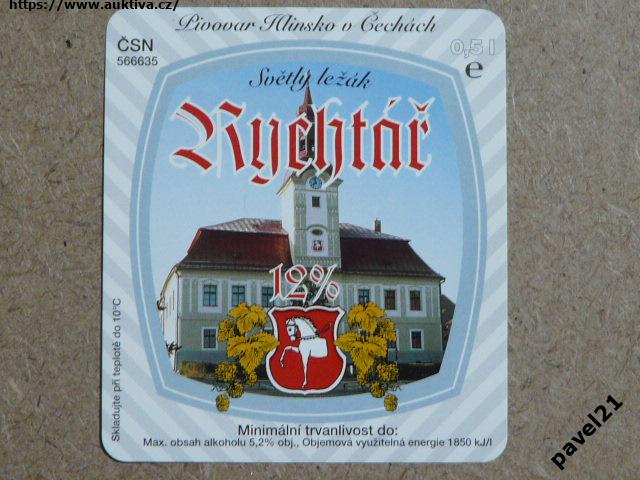 https://www.auktiva.cz/
Pivovar Hlinsko v Čechách
ČSN
566635
0,5 l
e
Světlý ležák
Rychtář
12%
Skladujte při teplotě do 10°C
Minimální trvanlivost do:
Max. obsah alkoholu 5,2% obj., Objemová využitelná energie 1850 kJ/l
pavel21